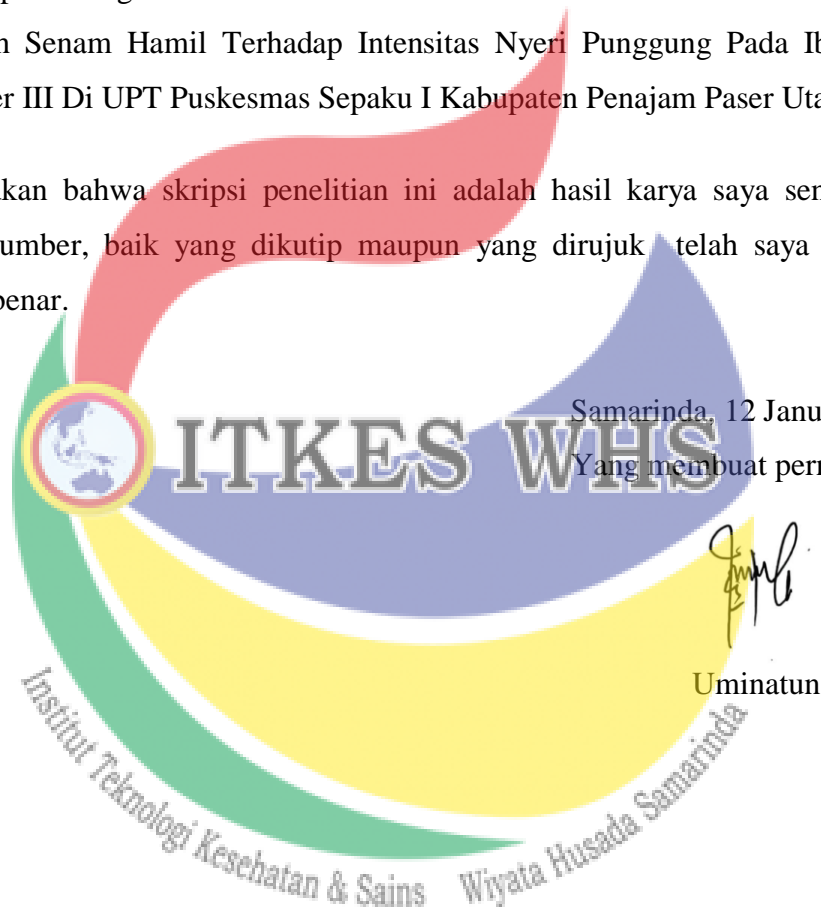 n Senam Hamil Terhadap Intensitas Nyeri Punggung Pada Ib
er III Di UPT Puskesmas Sepaku I Kabupaten Penajam Paser Uta
akan bahwa skripsi penelitian ini adalah hasil karya saya sen
sumber, baik yang dikutip maupun yang dirujuk telah saya
benar.
Samarinda, 12 Janu
ITKES WHS
Yang membuat pern
Uminatun
Institut Teknologi Kesehatan & Sains Wiyata Husada Samarinda